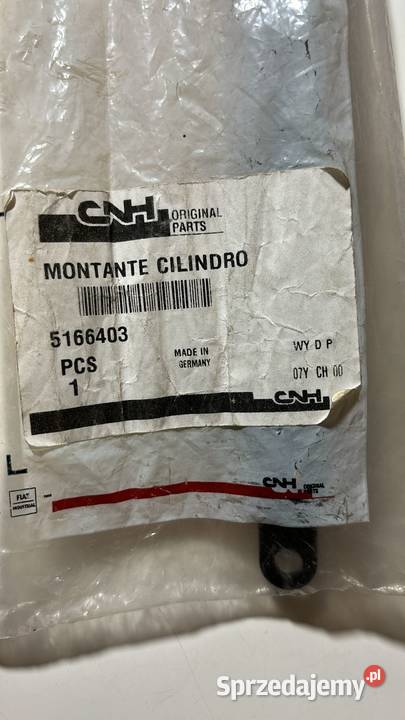 CNH ORIGINAL
PARTS
MONTANTE CILINDRO
5166403
PCS
1
MADE IN
GERMANY
WY D P
07Y CH 00
CNH
L
CNH ORIGINAL
PARTS
FIAT
INDUSTRIAL
Sprzedajemy.pl